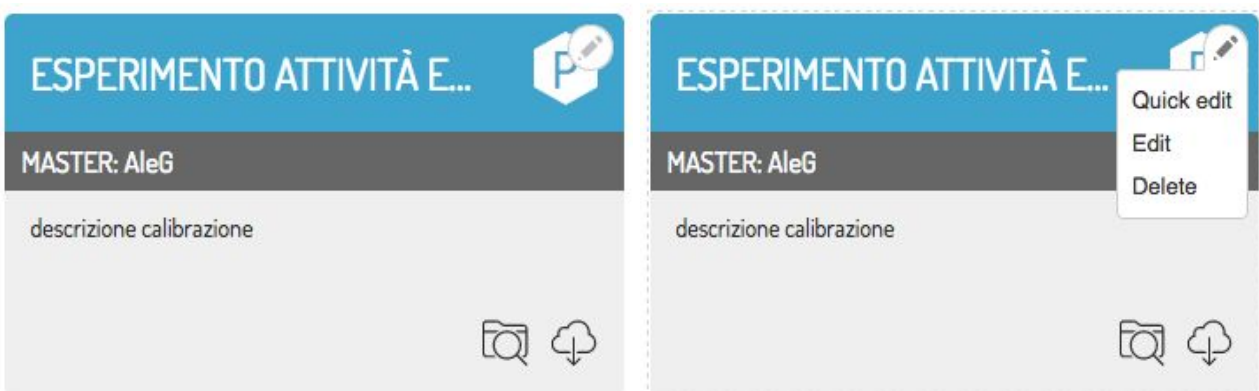 ESPERIMENTO ATTIVITÀ E...
P
MASTER: AleG
descrizione calibrazione
ESPERIMENTO ATTIVITÀ E...
Quick edit
Edit
Delete
MASTER: AleG
descrizione calibrazione